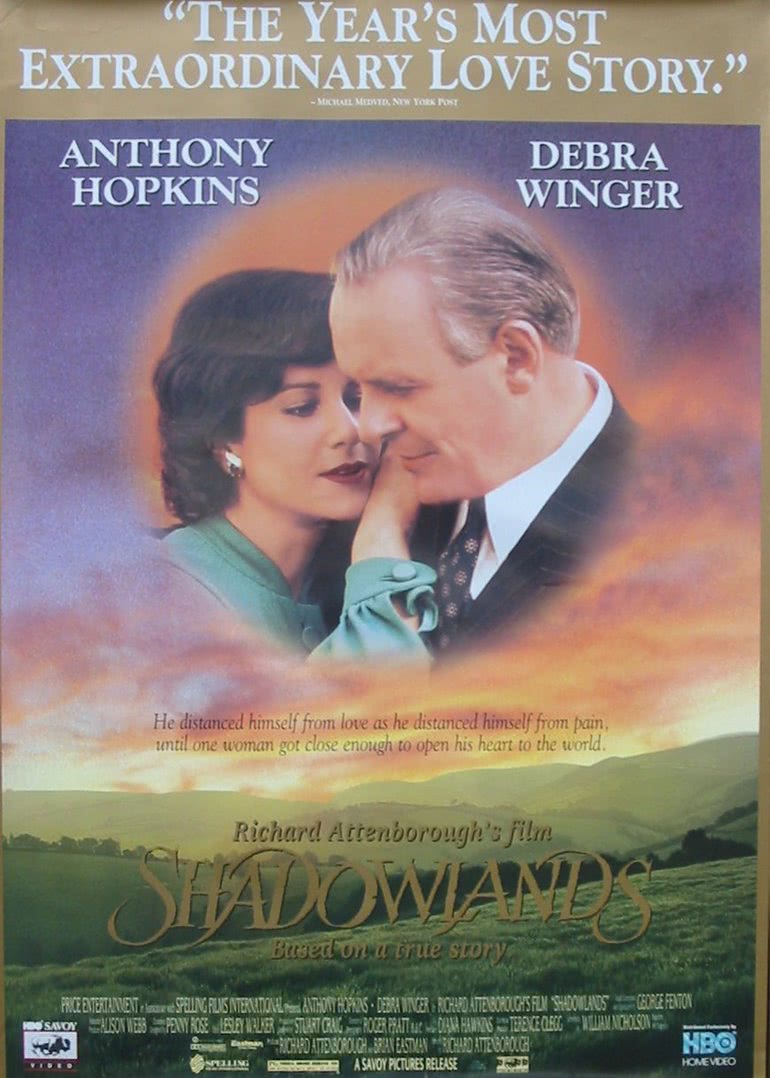 “THE YEAR’S MOST
EXTRAORDINARY LOVE STORY.”
– MICHAEL MEDVED, NEW YORK POST
ANTHONY
HOPKINS
DEBRA
WINGER
He distanced himself from love as he distanced himself from pain,
until one woman got close enough to open his heart to the world.
Richard Attenborough's film
SHADOWLANDS
Based on a true story.
PRICE ENTERTAINMENT SPELLING FILMS INTERNATIONAL ANTHONY HOPKINS · DEBRA WINGER RICHARD ATTENBOROUGH'S FILM "SHADOWLANDS" GEORGE FENTON
ALISON WEBB PENNY ROSE LESLEY WALKER STUART CRAIG ROGER PRATT DIANA HAWKINS TERENCE CLEGG WILLIAM NICHOLSON
RICHARD ATTENBOROUGH BRIAN EASTMAN RICHARD ATTENBOROUGH
SPELLING
A SAVOY PICTURES RELEASE
HBO SAVOY
VIDEO
Distributed Exclusively By
HBO
HOME VIDEO